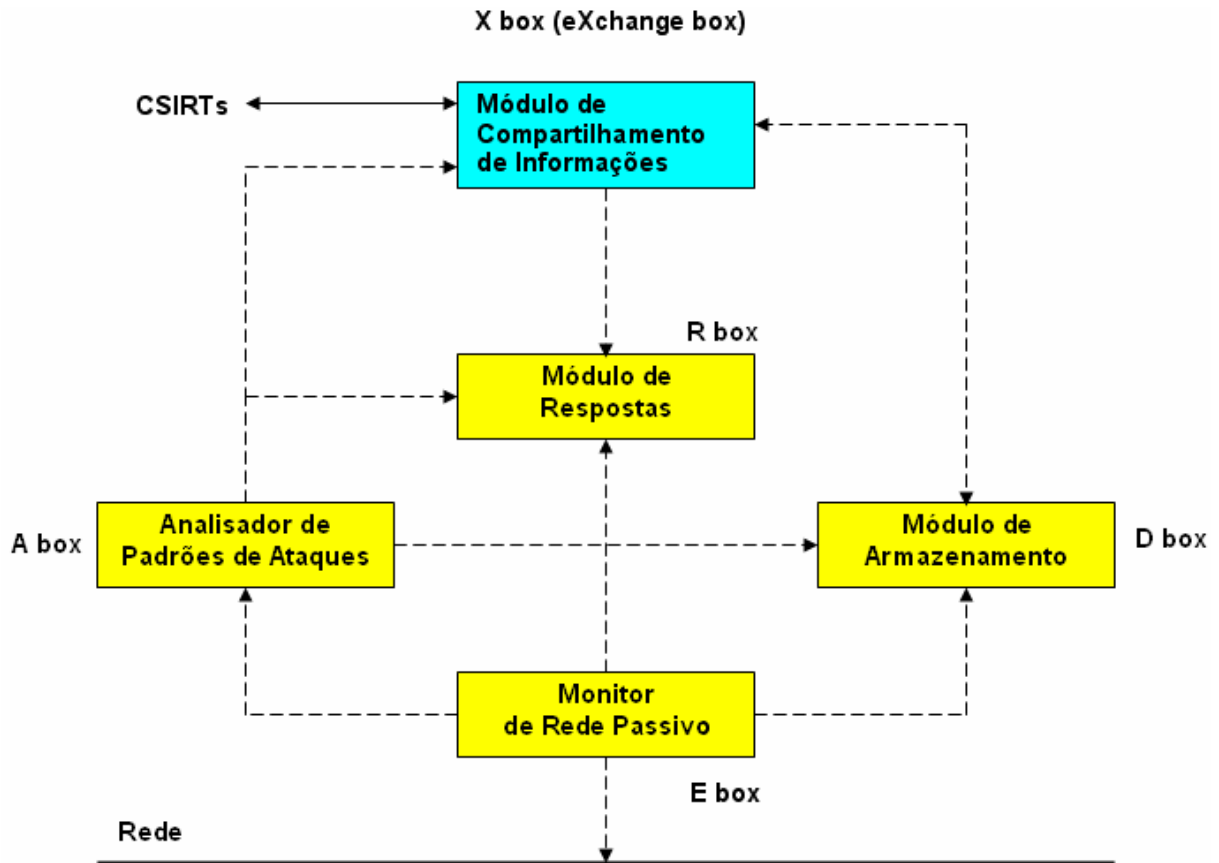 X box (eXchange box)
CSIRTs
Módulo de
Compartilhamento
de Informações
R box
Módulo de
Respostas
A box
Analisador de
Padrões de Ataques
Módulo de
Armazenamento
D box
Monitor
de Rede Passivo
E box
Rede